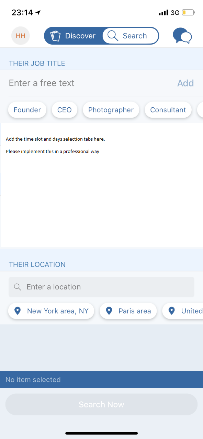 23:14
3G
HH
Discover
Search
THEIR JOB TITLE
Enter a free text
Add
Founder
CEO
Photographer
Consultant
Add the time slot and days selection tabs here.
Please implement this in a professional way
THEIR LOCATION
Enter a location
New York area, NY
Paris area
United
No item selected
Search Now